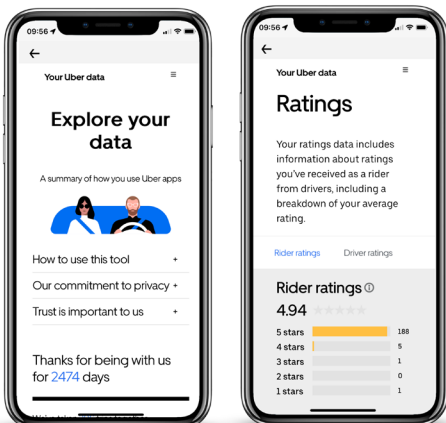 09:56
Your Uber data
Explore your
data
A summary of how you use Uber apps
How to use this tool +
Our commitment to privacy +
Trust is important to us +
Thanks for being with us
for 2474 days
09:56
Your Uber data
Ratings
Your ratings data includes
information about ratings
you've received as a rider
from drivers, including a
breakdown of your average
rating.
Rider ratings Driver ratings
Rider ratings
4.94
5 stars 188
4 stars 5
3 stars 1
2 stars 0
1 stars 1